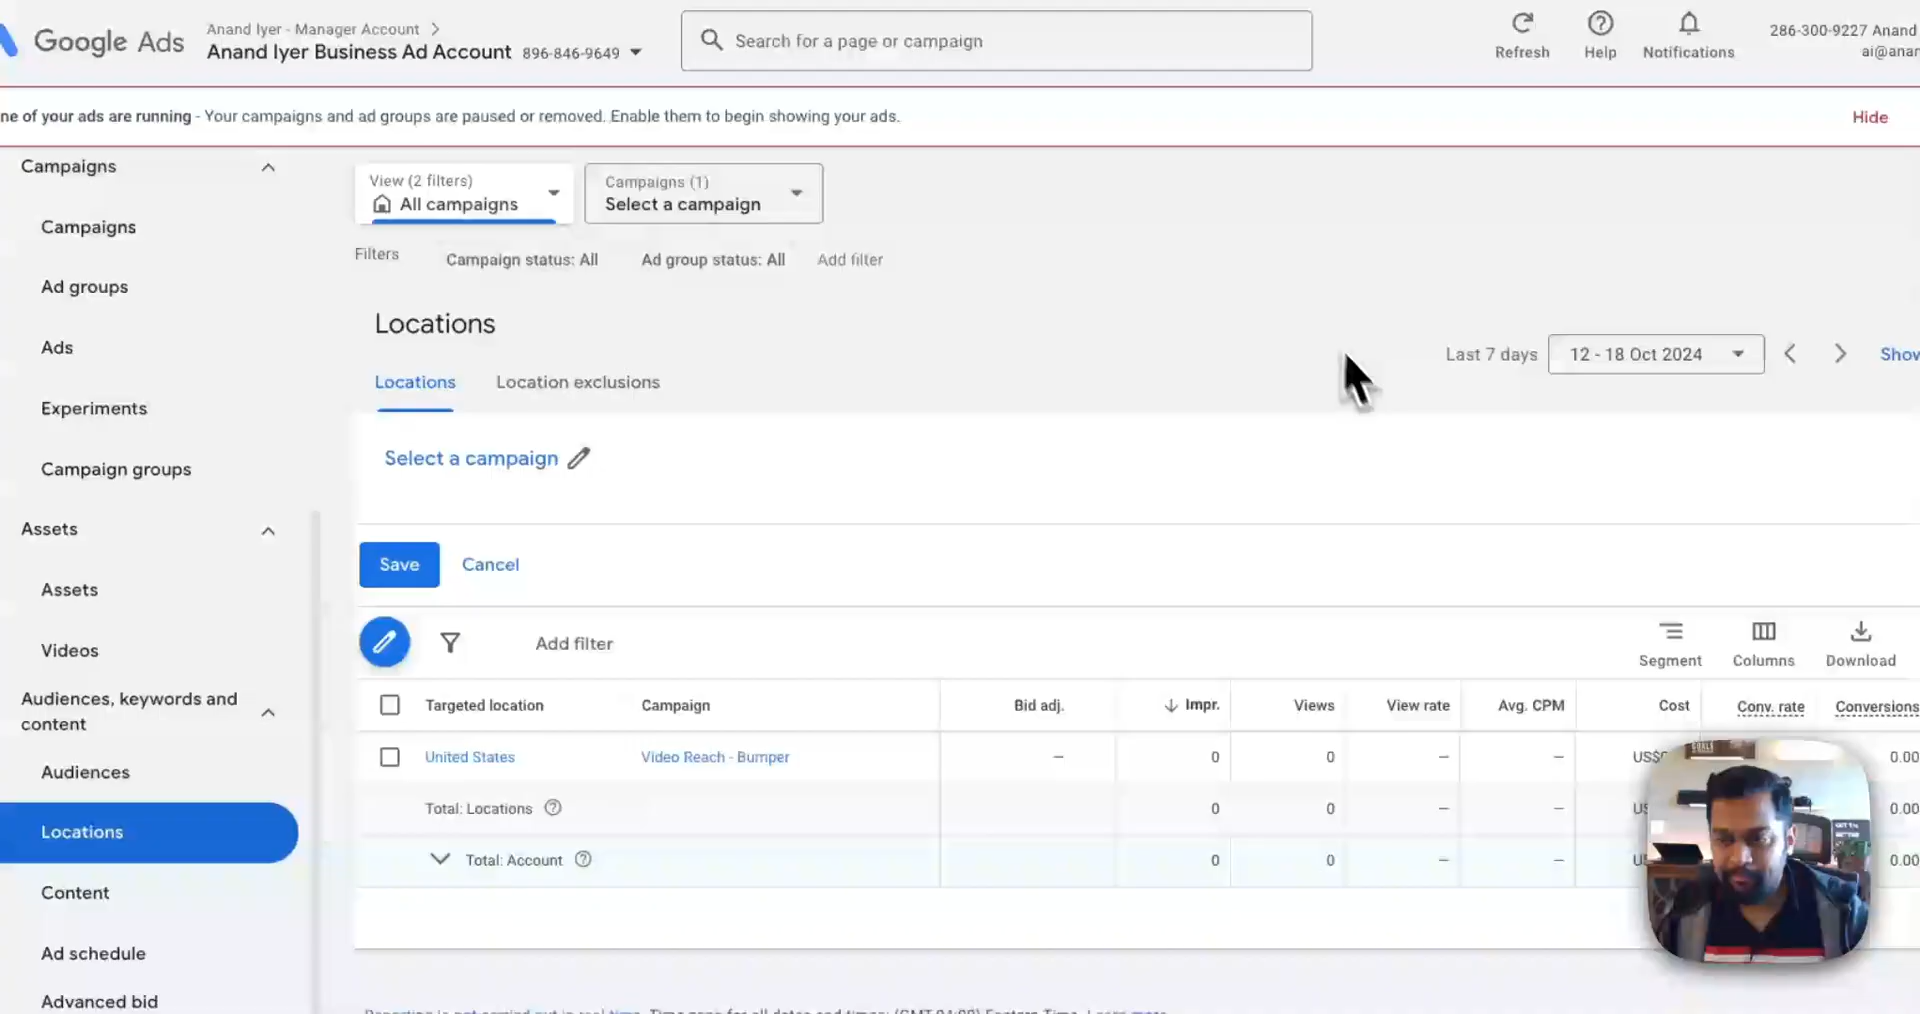 Google Ads
Anand Iyer - Manager Account
Anand Iyer Business Ad Account 896-846-9649
Search for a page or campaign
Refresh
Help
Notifications
286-300-9227 Anand
ai@anan
ne of your ads are running - Your campaigns and ad groups are paused or removed. Enable them to begin showing your ads.
Hide
Campaigns
Campaigns
Ad groups
Ads
Experiments
Campaign groups
Assets
Assets
Videos
Audiences, keywords and
content
Audiences
Locations
Content
Ad schedule
Advanced bid
View (2 filters)
All campaigns
Campaigns (1)
Select a campaign
Filters
Campaign status: All
Ad group status: All
Add filter
Locations
Last 7 days
12 - 18 Oct 2024
Show
Locations
Location exclusions
Select a campaign
Save
Cancel
Add filter
Segment
Columns
Download
Targeted location Campaign Bid adj. Impr. Views View rate Avg. CPM Cost Conv. rate Conversions
United States Video Reach - Bumper – 0 0 – – US$ 0.00
Total: Locations 0 0 – – US 0.00
Total: Account 0 0 – – US 0.00